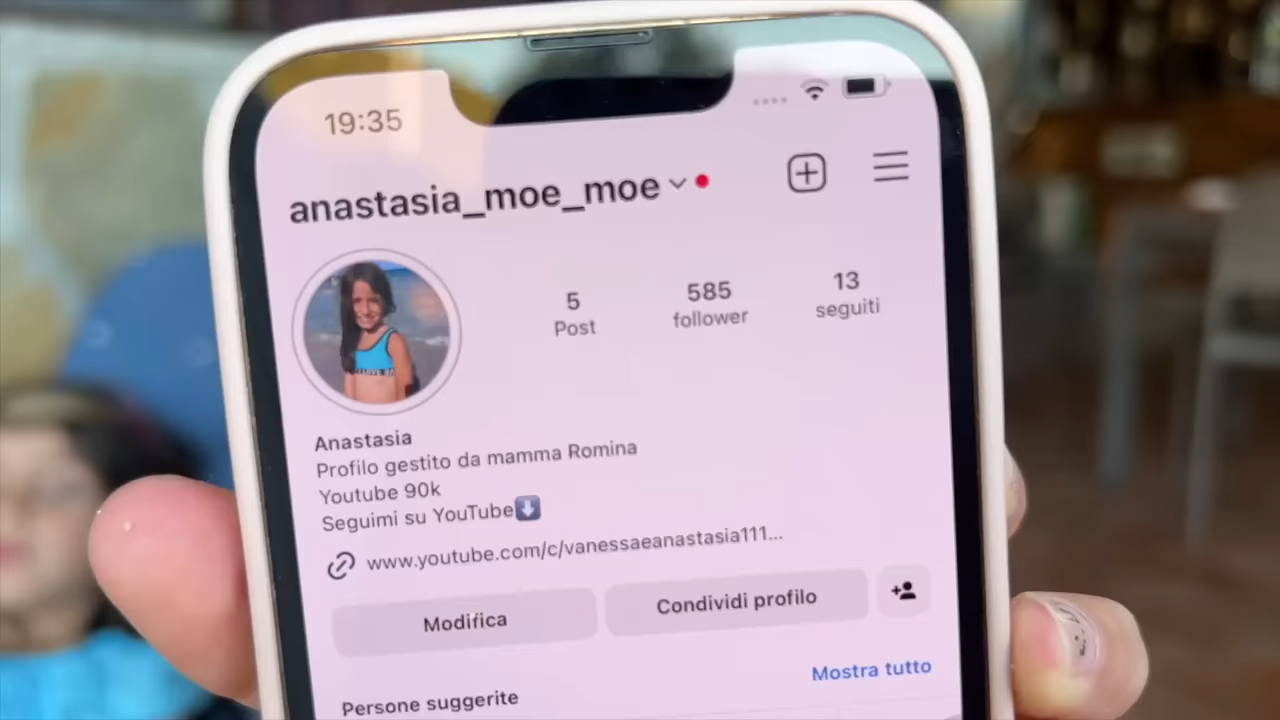 19:35
anastasia_moe_moe
5
Post
585
follower
13
seguiti
Anastasia
Profilo gestito da mamma Romina
Youtube 90k
Seguimi su YouTube
www.youtube.com/c/vanessaeanastasia111...
Modifica
Condividi profilo
Mostra tutto
Persone suggerite